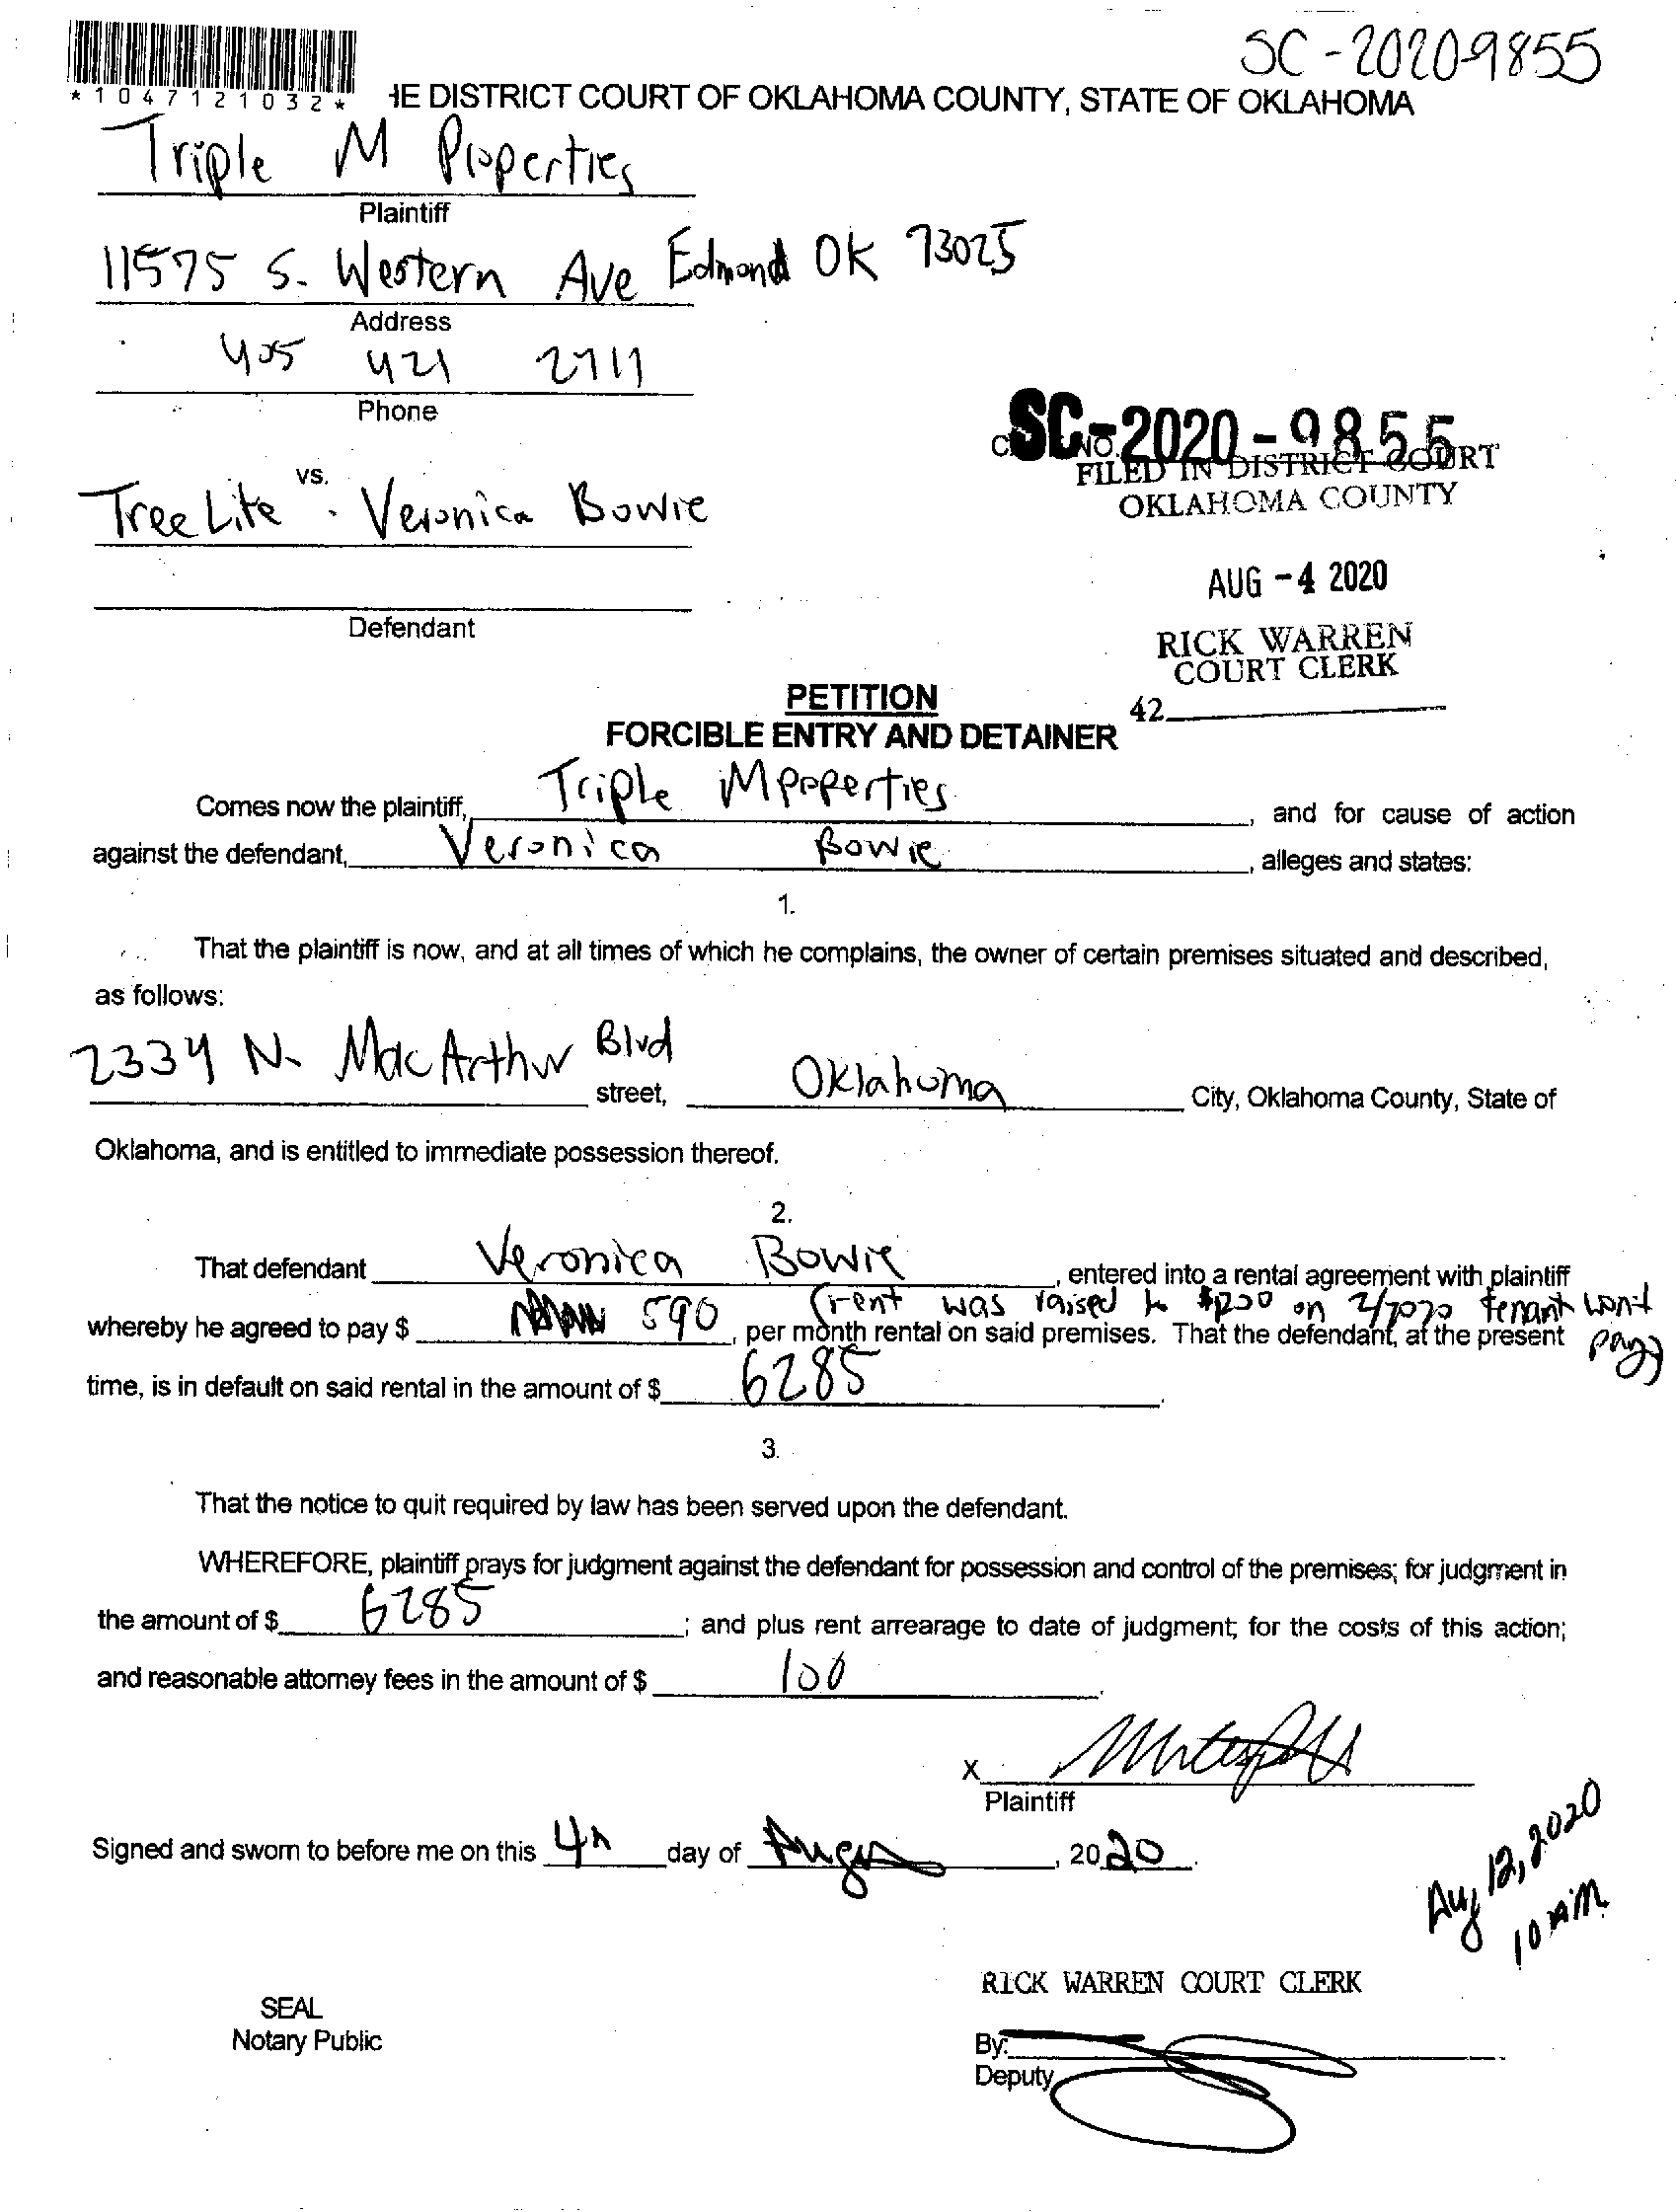 SC-20209855
*1047121032*
HE DISTRICT COURT OF OKLAHOMA COUNTY, STATE OF OKLAHOMA
Triple M Properties
Plaintiff
11575 S. Western Ave Edmond OK 73025
Address
405 421 2711
Phone
SC-2020-9855
NO.
FILED IN DISTRICT COURT
OKLAHOMA COUNTY
vs.
Tree Lite Veronica Bowie
AUG -4 2020
Defendant
RICK WARREN
COURT CLERK
42
PETITION
FORCIBLE ENTRY AND DETAINER
Comes now the plaintiff, Triple M Properties, and for cause of action
against the defendant, Veronica Bowie, alleges and states:
1.
That the plaintiff is now, and at all times of which he complains, the owner of certain premises situated and described,
as follows:
2334 N. MacArthur Blvd street, Oklahoma City, Oklahoma County, State of
Oklahoma, and is entitled to immediate possession thereof.
2.
That defendant Veronica Bowie, entered into a rental agreement with plaintiff
(rent was raised to on tenant wont pay)
whereby he agreed to pay $ 590, per month rental on said premises. That the defendant, at the present
time, is in default on said rental in the amount of $ 6285.
3.
That the notice to quit required by law has been served upon the defendant.
WHEREFORE, plaintiff prays for judgment against the defendant for possession and control of the premises; for judgment in
the amount of $ 6285; and plus rent arrearage to date of judgment; for the costs of this action;
and reasonable attorney fees in the amount of $ 100.
X
Plaintiff
Signed and sworn to before me on this 4th day of August, 2020.
Aug 12, 2020
10 AM
RICK WARREN COURT CLERK
SEAL
Notary Public
By:
Deputy